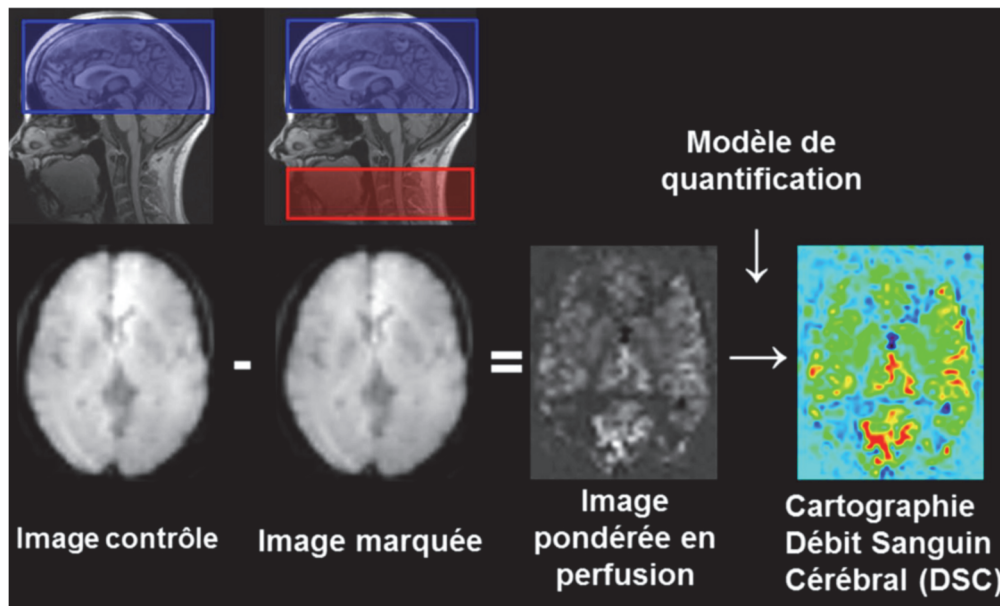 Modèle de
quantification
-
=
Image contrôle
Image marquée
Image
pondérée en
perfusion
Cartographie
Débit Sanguin
Cérébral (DSC)